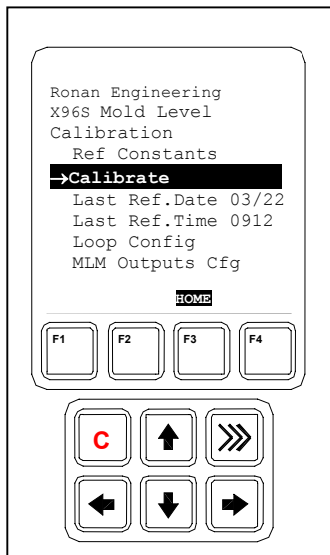 Ronan Engineering
X96S Mold Level
Calibration
Ref Constants
→Calibrate
Last Ref.Date 03/22
Last Ref.Time 0912
Loop Config
MLM Outputs Cfg
HOME
F1 F2 F3 F4
C